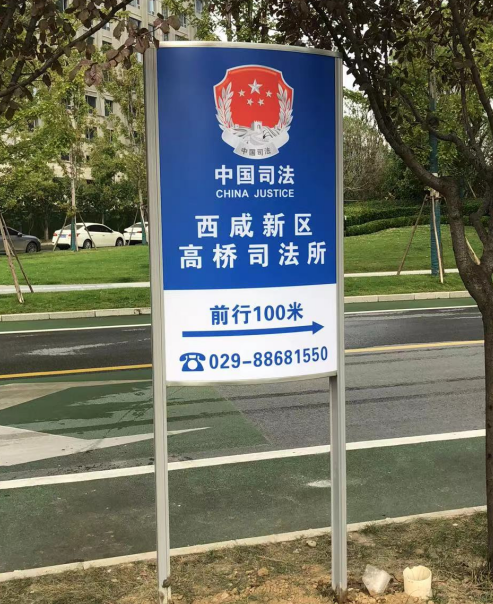 中国司法
中国司法
CHINA JUSTICE
西咸新区
高桥司法所
前行100米
029-88681550